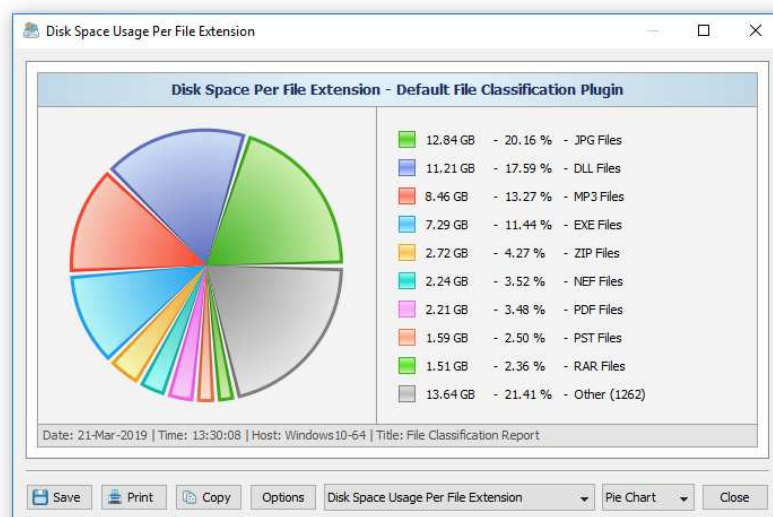 Disk Space Usage Per File Extension
Disk Space Per File Extension - Default File Classification Plugin
12.84 GB - 20.16 % - JPG Files
11.21 GB - 17.59 % - DLL Files
8.46 GB - 13.27 % - MP3 Files
7.29 GB - 11.44 % - EXE Files
2.72 GB - 4.27 % - ZIP Files
2.24 GB - 3.52 % - NEF Files
2.21 GB - 3.48 % - PDF Files
1.59 GB - 2.50 % - PST Files
1.51 GB - 2.36 % - RAR Files
13.64 GB - 21.41 % - Other (1262)
Date: 21-Mar-2019 | Time: 13:30:08 | Host: Windows10-64 | Title: File Classification Report
Save Print Copy Options Disk Space Usage Per File Extension Pie Chart Close